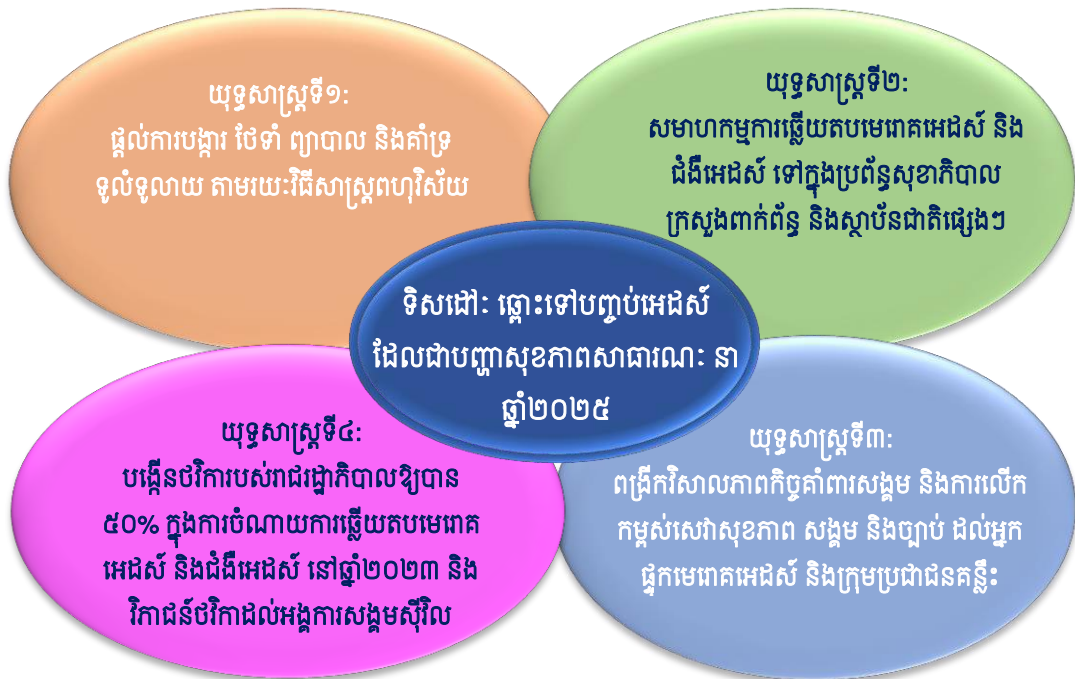 យុទ្ធសាស្ត្រទី១:
ផ្តល់ការបង្ការ ថែទាំ ព្យាបាល និងគាំទ្រ
ទូលំទូលាយ តាមរយៈវិធីសាស្ត្រពហុវិស័យ
យុទ្ធសាស្ត្រទី២:
សមាហកម្មការឆ្លើយតបមេរោគអេដស៍ និង
ជំងឺអេដស៍ ទៅក្នុងប្រព័ន្ធសុខាភិបាល
ក្រសួងពាក់ព័ន្ធ និងស្ថាប័នជាតិផ្សេងៗ
ទិសដៅ: ឆ្ពោះទៅបញ្ចប់អេដស៍
ដែលជាបញ្ហាសុខភាពសាធារណៈ នា
ឆ្នាំ២០២៥
យុទ្ធសាស្ត្រទី៤:
បង្កើនថវិការបស់រាជរដ្ឋាភិបាលឱ្យបាន
៥០% ក្នុងការចំណាយការឆ្លើយតបមេរោគ
អេដស៍ និងជំងឺអេដស៍ នៅឆ្នាំ២០២៣ និង
វិភាជន៍ថវិកាដល់អង្គការសង្គមស៊ីវិល
យុទ្ធសាស្ត្រទី៣:
ពង្រីកវិសាលភាពកិច្ចគាំពារសង្គម និងការលើក
កម្ពស់សេវាសុខភាព សង្គម និងច្បាប់ ដល់អ្នក
ផ្ទុកមេរោគអេដស៍ និងក្រុមប្រជាជនគន្លឹះ